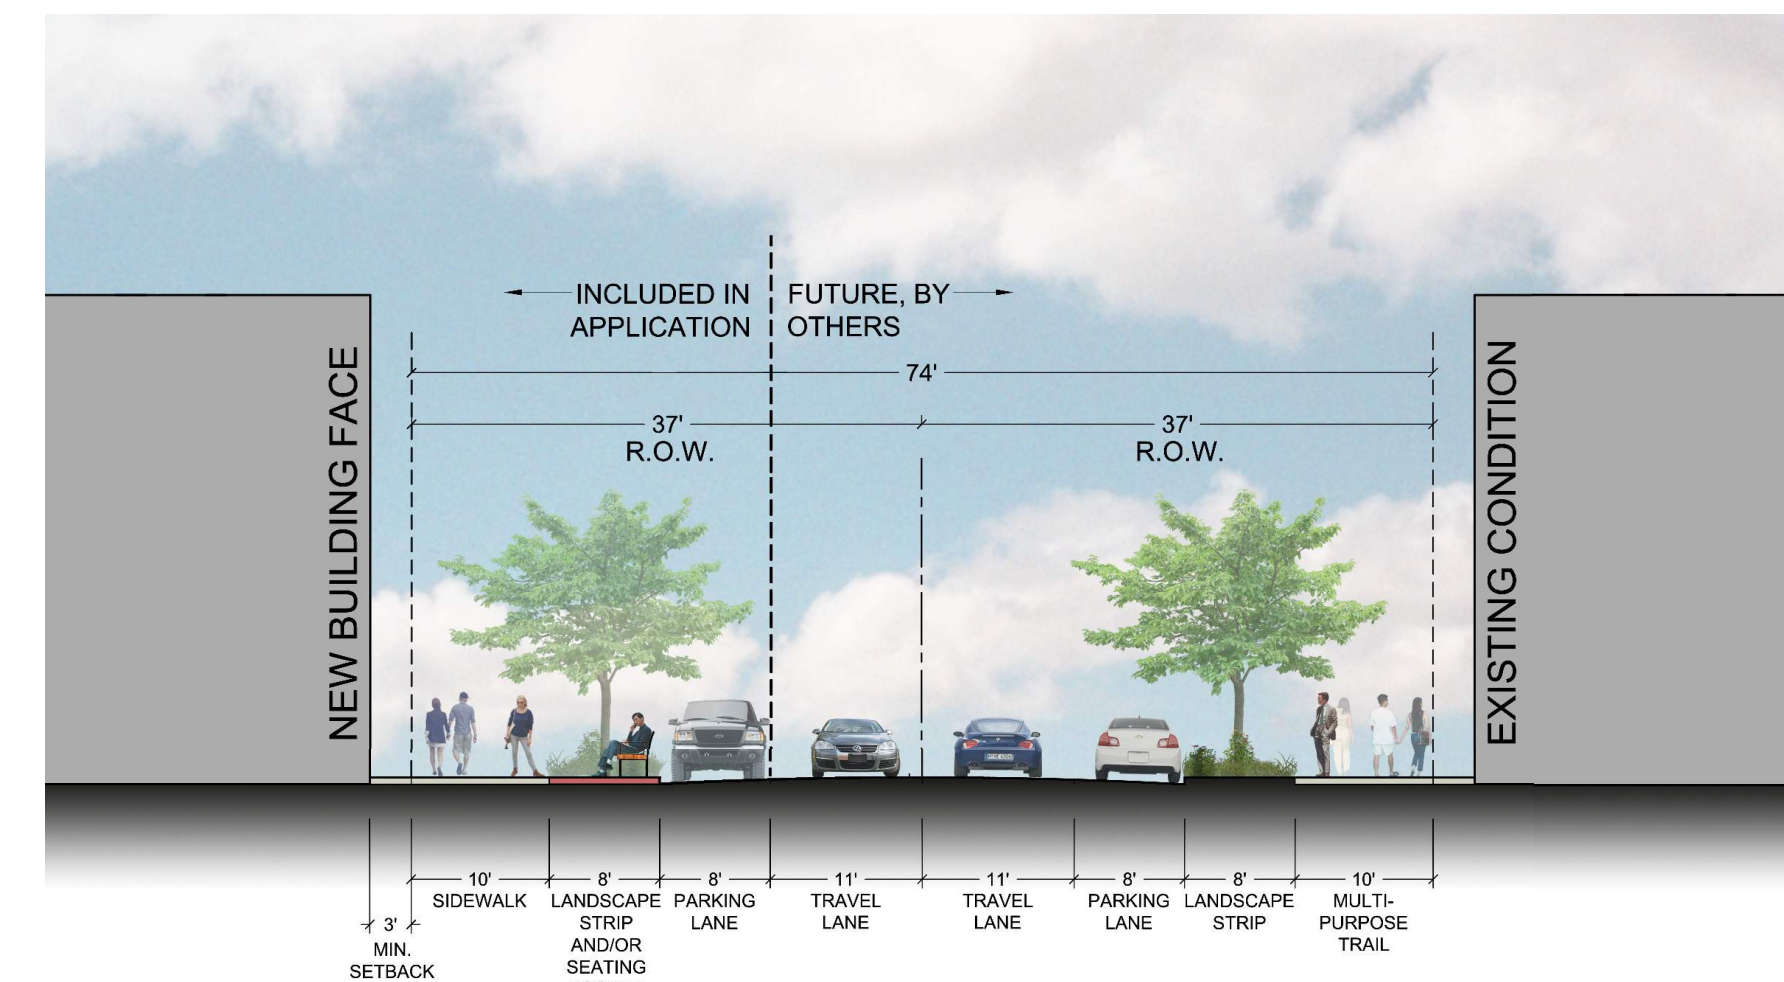 INCLUDED IN
APPLICATION
FUTURE, BY
OTHERS
74'
37'
R.O.W.
37'
R.O.W.
NEW BUILDING FACE
EXISTING CONDITION
10'
SIDEWALK
8'
LANDSCAPE
STRIP
AND/OR
SEATING
8'
PARKING
LANE
11'
TRAVEL
LANE
11'
TRAVEL
LANE
8'
PARKING
LANE
8'
LANDSCAPE
STRIP
10'
MULTI-
PURPOSE
TRAIL
3'
MIN.
SETBACK